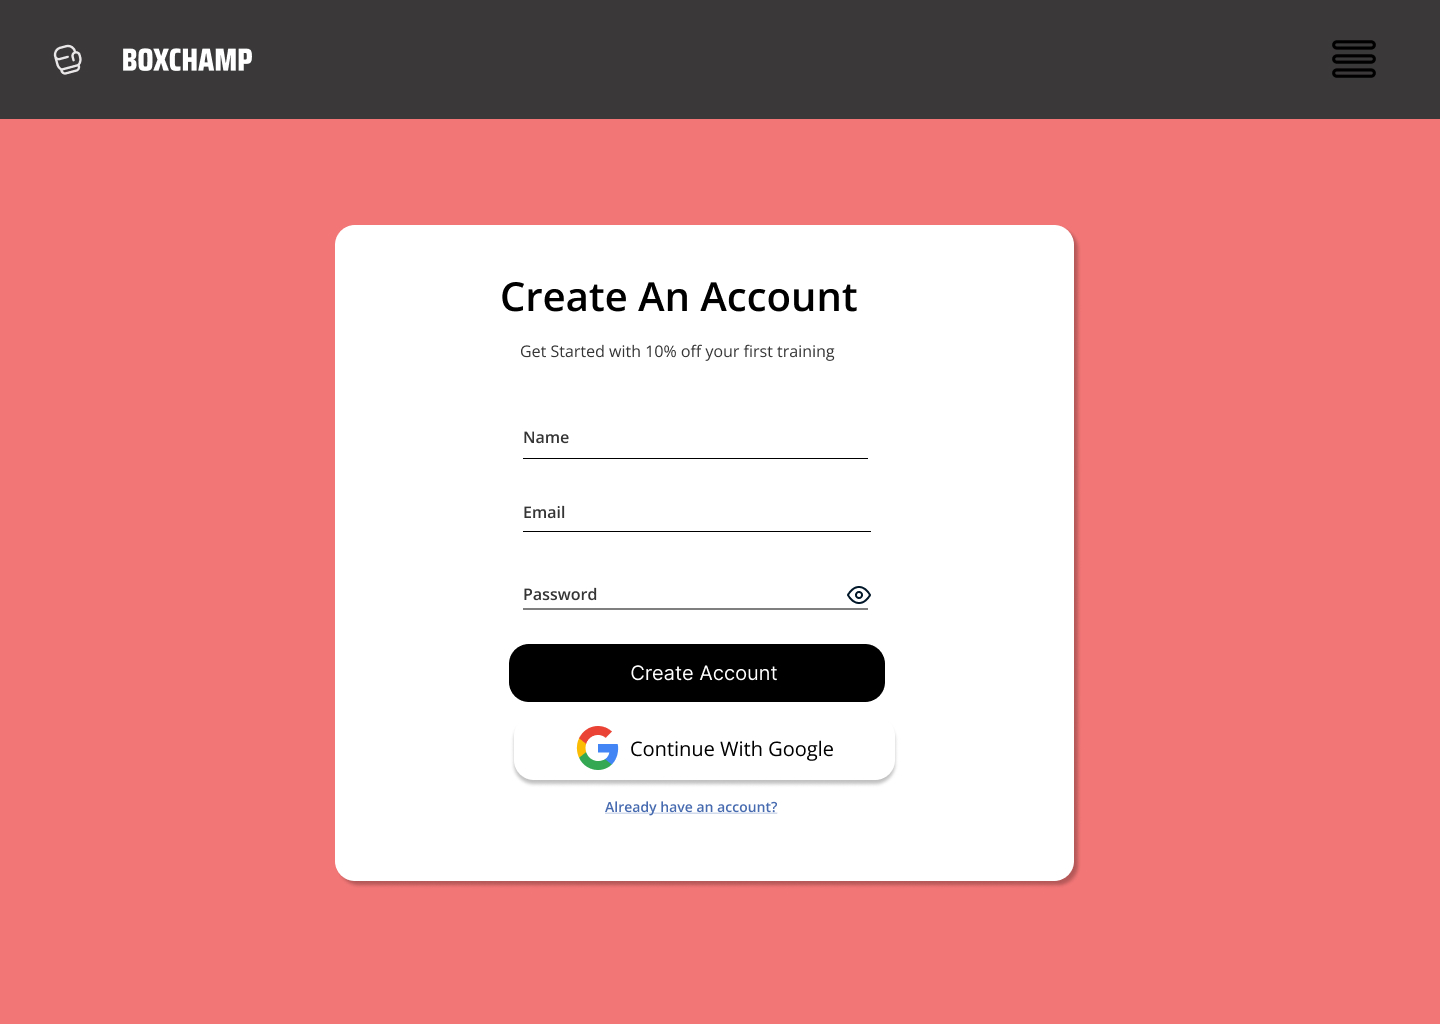 BOXCHAMP
Create An Account
Get Started with 10% off your first training
Name
Email
Password
Create Account
Continue With Google
Already have an account?